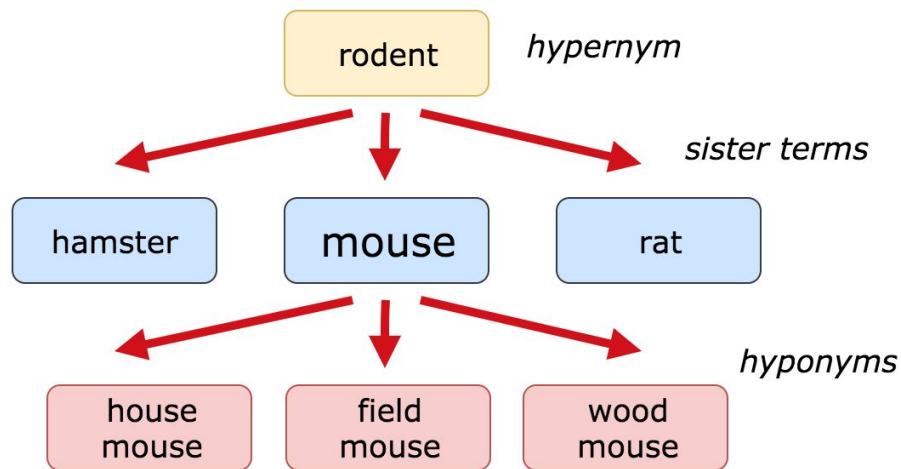 rodent
hypernym
sister terms
hamster
mouse
rat
hyponyms
house
mouse
field
mouse
wood
mouse